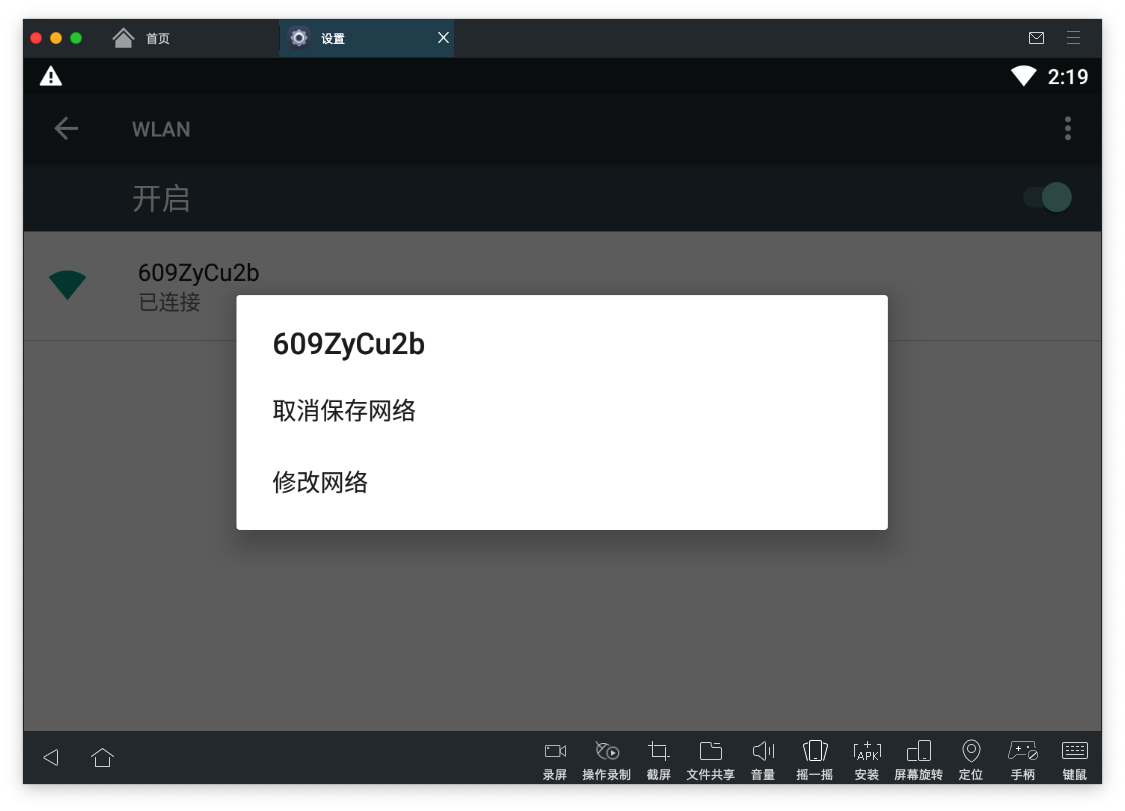 首页
设置
2:19
WLAN
开启
609ZyCu2b
已连接
609ZyCu2b
取消保存网络
修改网络
录屏
操作录制
截屏
文件共享
音量
摇一摇
APK
安装
屏幕旋转
定位
手柄
键鼠